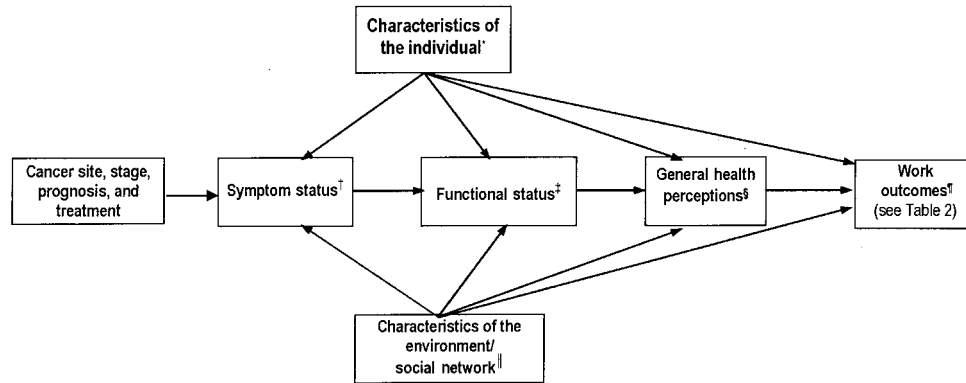 Characteristics of
the individual*
Cancer site, stage,
prognosis, and
treatment
Symptom status†
Functional status‡
General health
perceptions§
Work
outcomes¶
(see Table 2)
Characteristics of the
environment/
social network‖